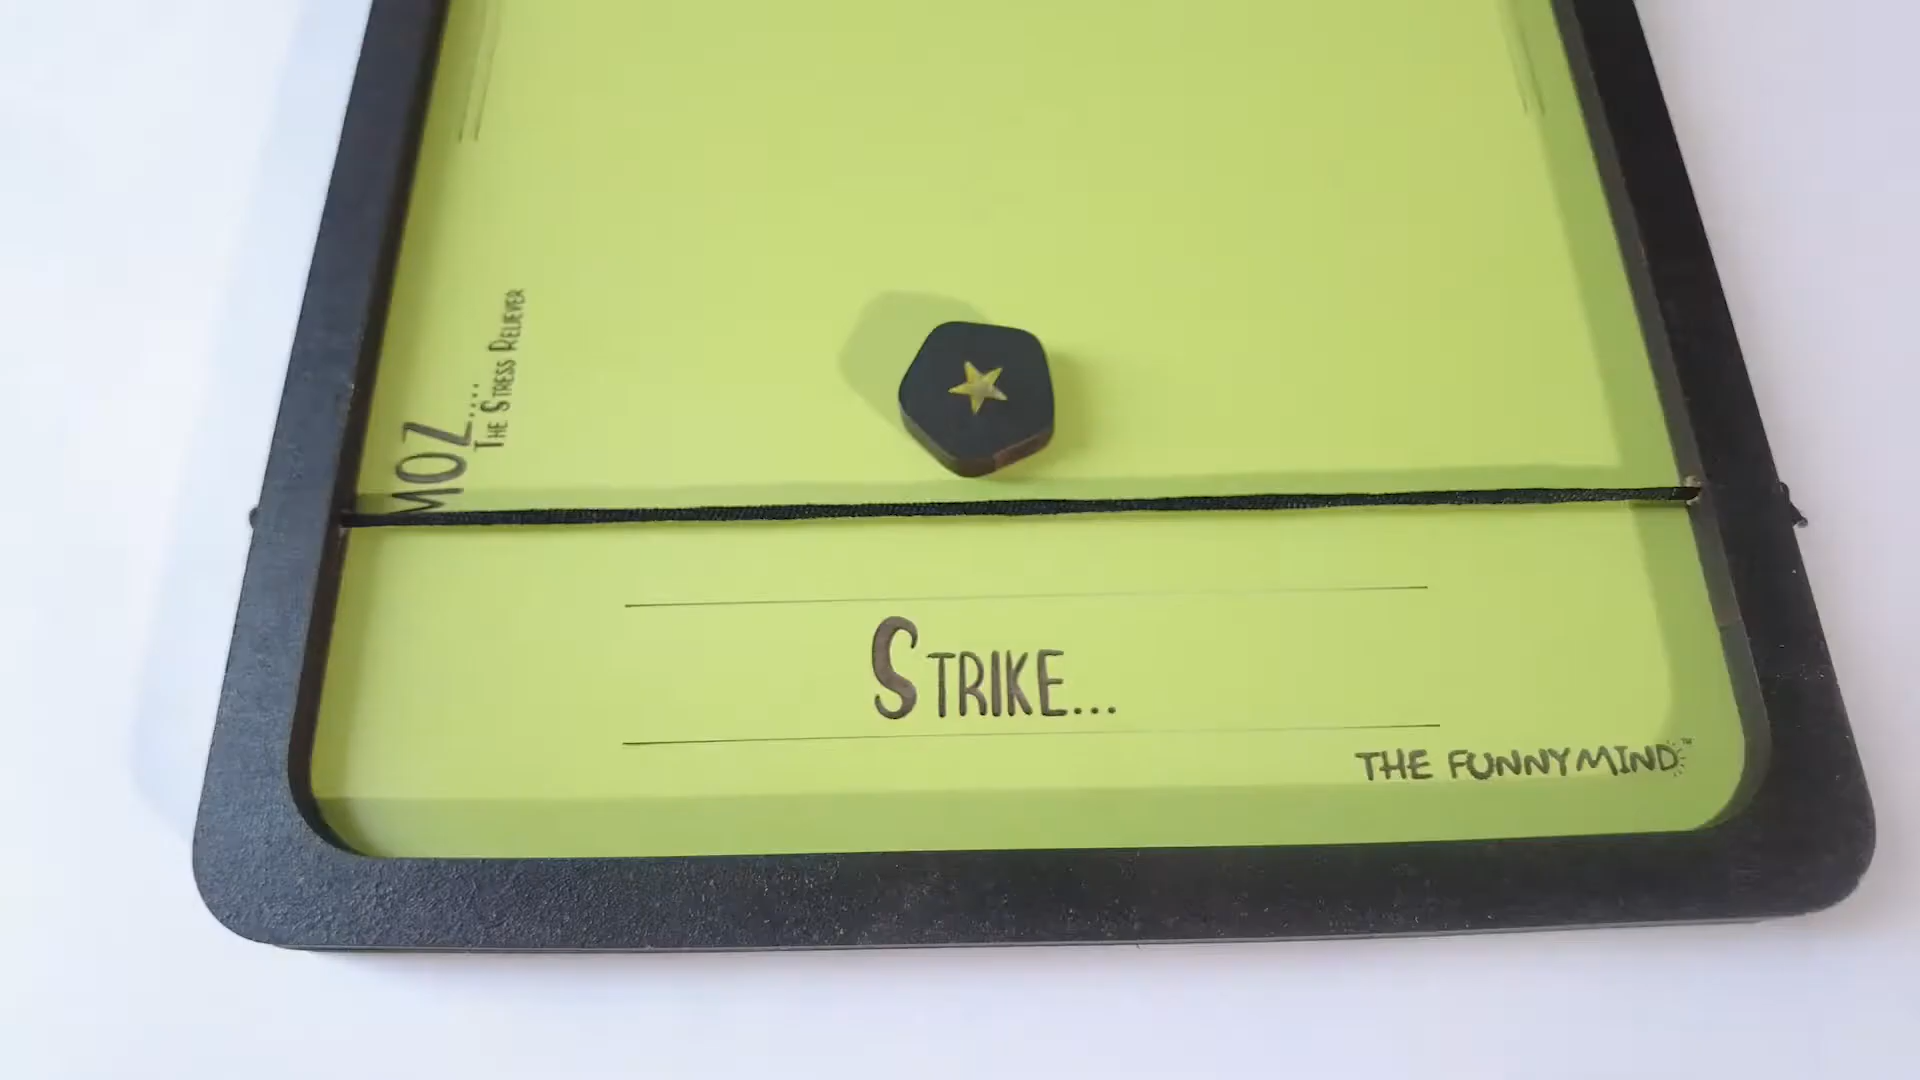 MOZ....
THE STRESS RELIEVER
STRIKE...
THE FUNNYMIND™